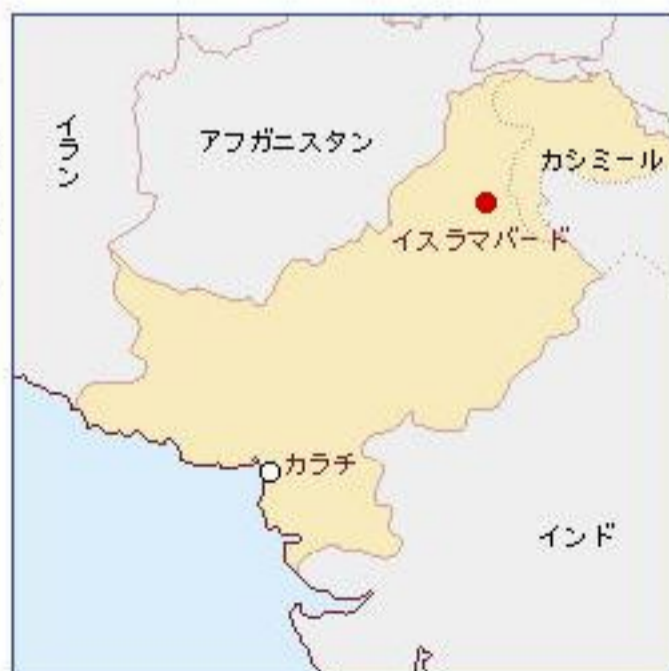 イラン
アフガニスタン
カシミール
イスラマバード
カラチ
インド